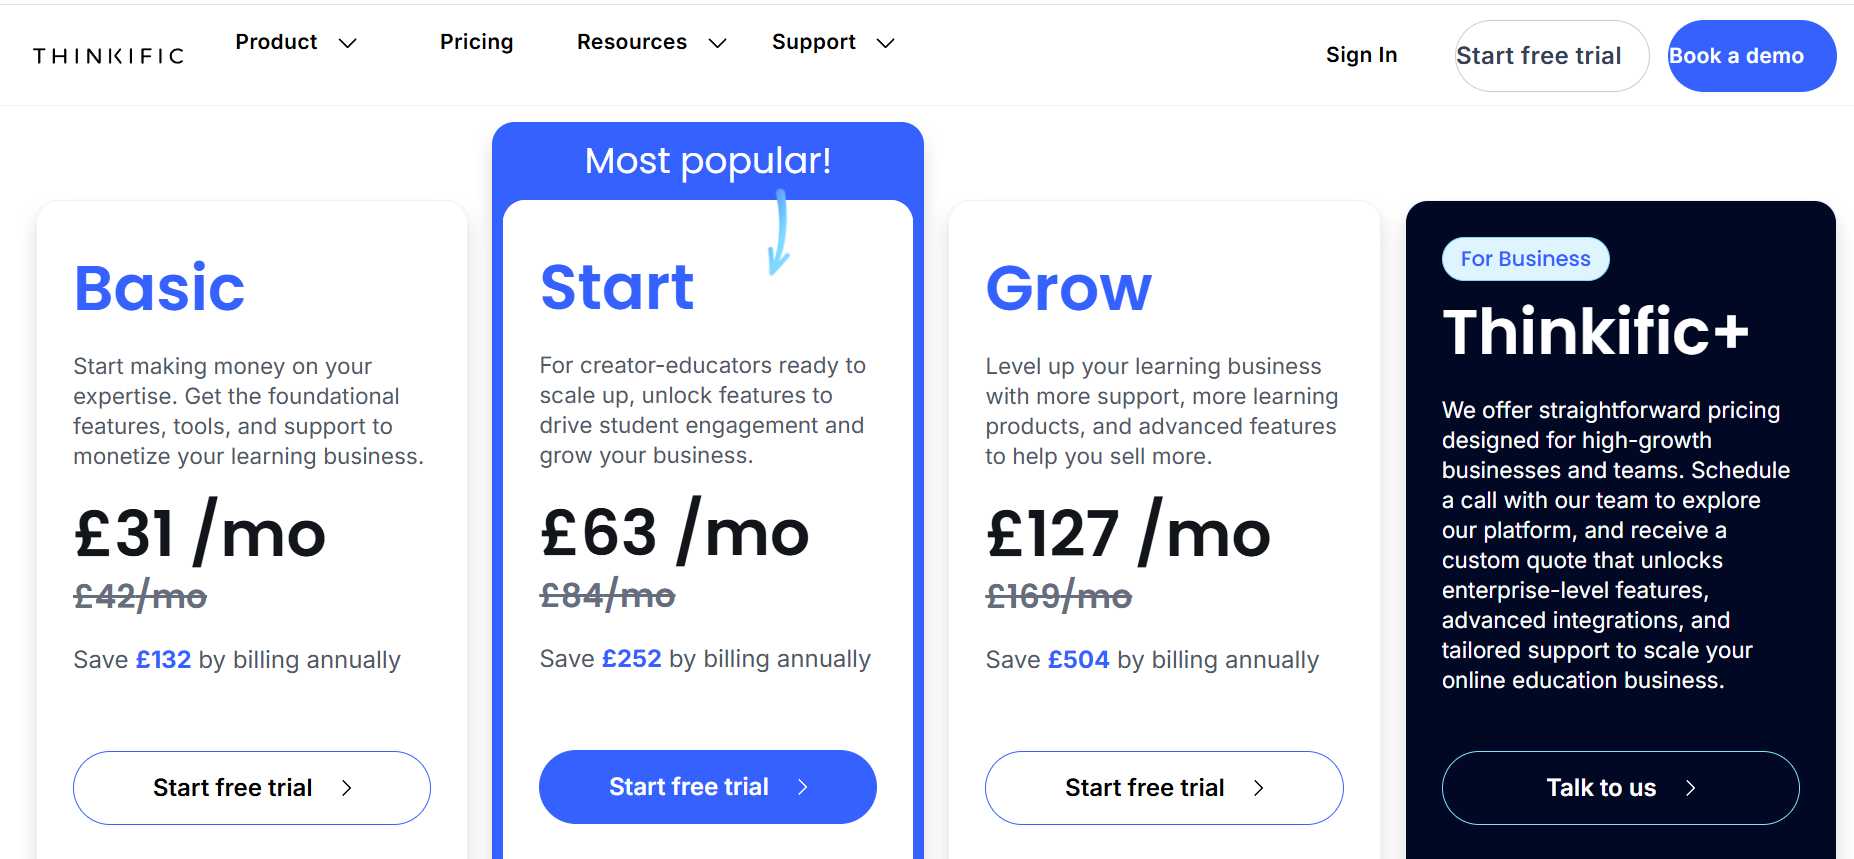 THINKIFIC
Product
Pricing
Resources
Support
Sign In
Start free trial
Book a demo
Most popular!
Basic
Start making money on your
expertise. Get the foundational
features, tools, and support to
monetize your learning business.
£31 /mo
£42/mo
Save £132 by billing annually
Start free trial
Start
For creator-educators ready to
scale up, unlock features to
drive student engagement and
grow your business.
£63 /mo
£84/mo
Save £252 by billing annually
Start free trial
Grow
Level up your learning business
with more support, more learning
products, and advanced features
to help you sell more.
£127 /mo
£169/mo
Save £504 by billing annually
Start free trial
For Business
Thinkific+
We offer straightforward pricing
designed for high-growth
businesses and teams. Schedule
a call with our team to explore
our platform, and receive a
custom quote that unlocks
enterprise-level features,
advanced integrations, and
tailored support to scale your
online education business.
Talk to us